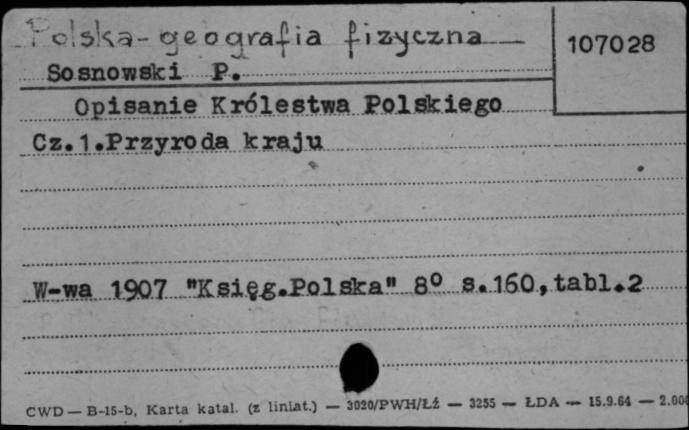 Polska - geografia fizyczna
107028
Sosnowski P.
Opisanie Królestwa Polskiego
Cz.1.Przyroda kraju
W-wa 1907 "Księg.Polska" 8º s.160,tabl.2
CWD — B-15-b, Karta katal. (z liniat.) — 3020/PWH/Łź — 3255 — ŁDA — 15.9.64 — 2.000